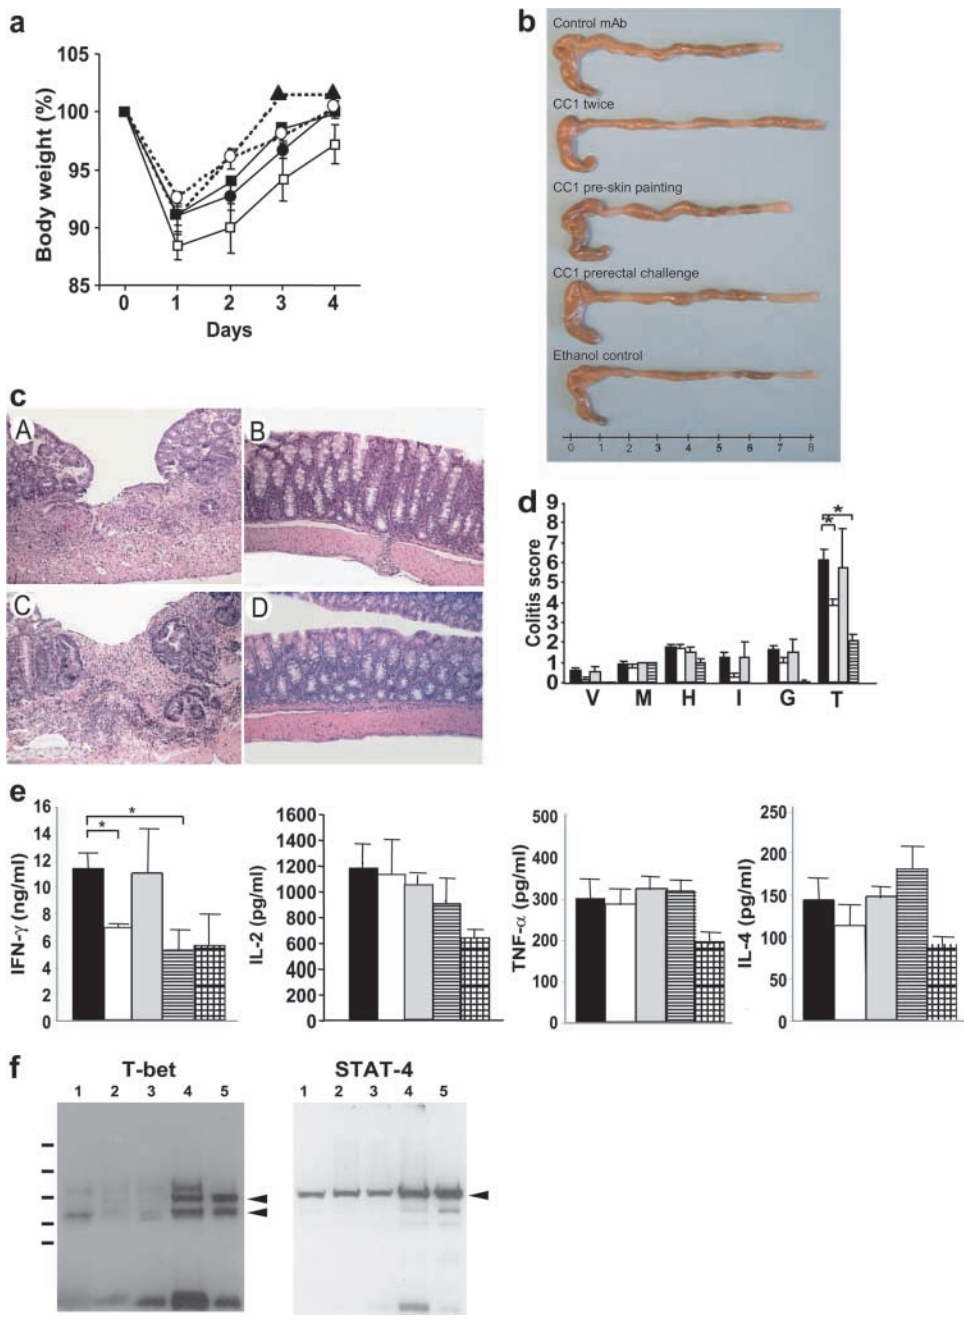 a
105
100
95
90
85
Body weight (%)
0 1 2 3 4
Days
b
Control mAb
CC1 twice
CC1 pre-skin painting
CC1 prerectal challenge
Ethanol control
0 1 2 3 4 5 6 7 8
c
A
B
C
D
d
9
8
7
6
5
4
3
2
1
0
Colitis score
* *
V M H I G T
e
16
14
12
10
8
6
4
2
0
IFN-γ (ng/ml)
* *
1600
1400
1200
1000
800
600
400
200
0
IL-2 (pg/ml)
500
400
300
200
100
0
TNF-α (pg/ml)
250
200
150
100
50
0
IL-4 (pg/ml)
f
T-bet
1 2 3 4 5
STAT-4
1 2 3 4 5